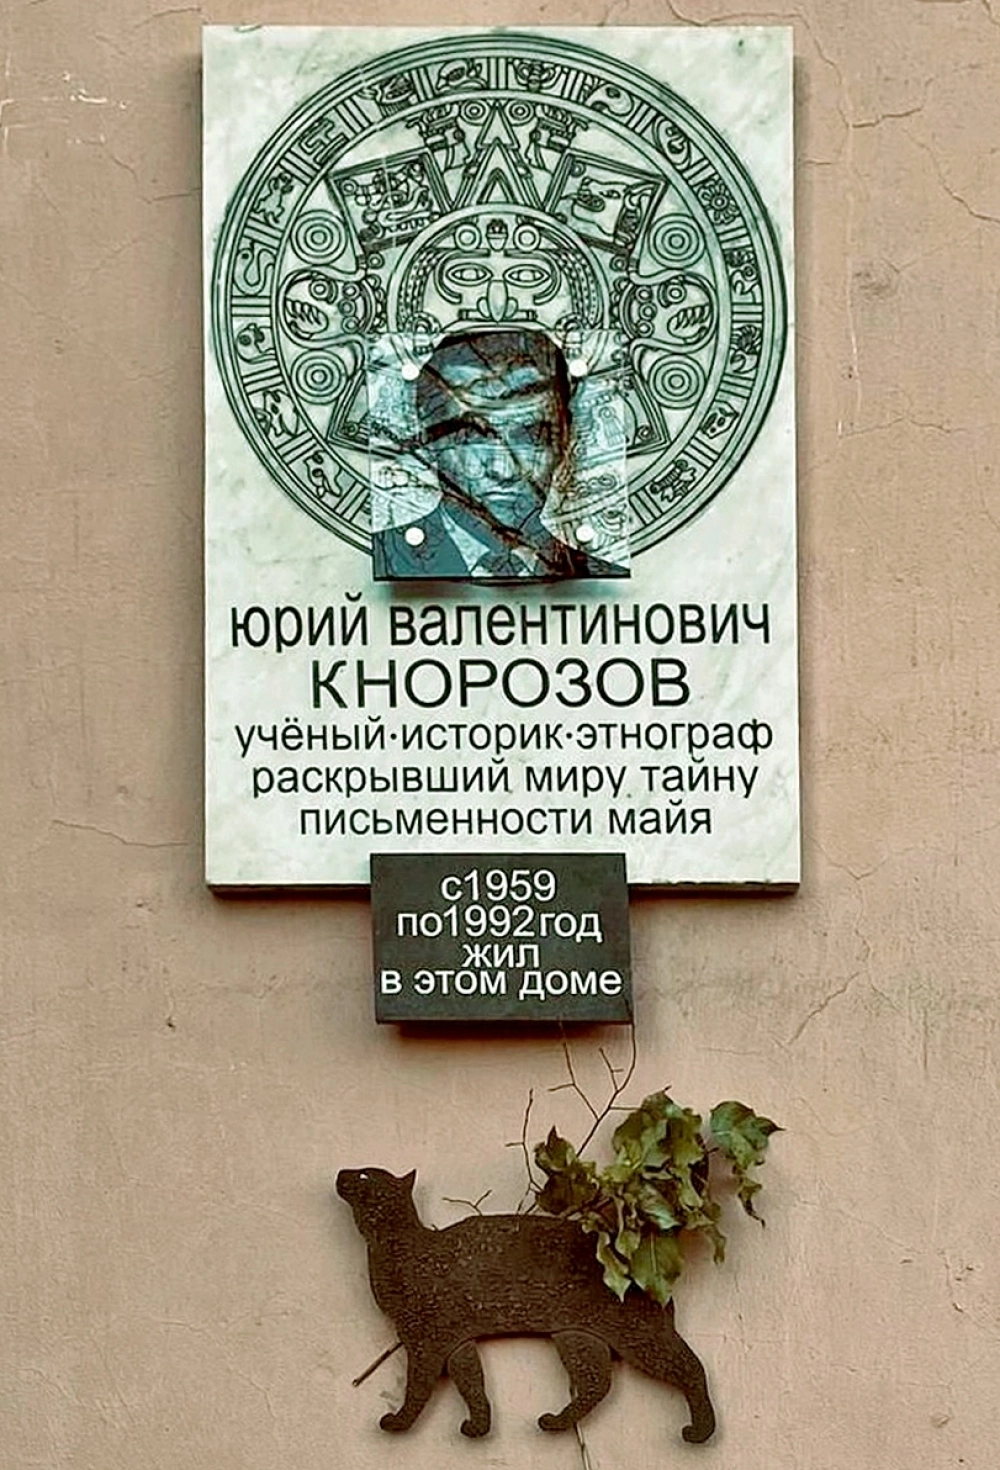 юрий валентинович
КНОРОЗОВ
учёный·историк·этнограф
раскрывший миру тайну
письменности майя
с1959
по1992год
жил
в этом доме